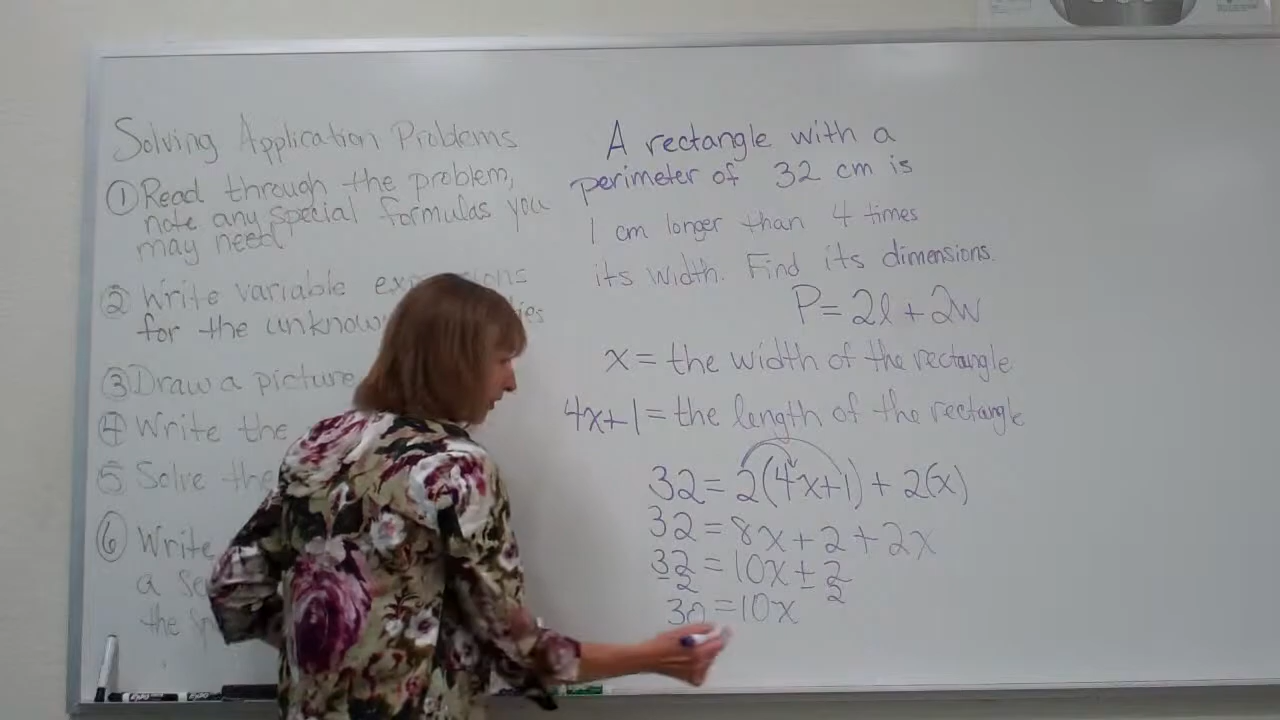 Solving Application Problems
① Read through the problem,
note any special formulas you
may need
② Write variable
for the
③ Draw a picture
④ Write the
⑤ Solve the
⑥ Write
a
the
A rectangle with a
perimeter of 32 cm is
1 cm longer than 4 times
its width. Find its dimensions.
P = 2l + 2w
x = the width of the rectangle
4x+1 = the length of the rectangle
32 = 2(4x+1) + 2(x)
32 = 8x + 2 + 2x
32 = 10x + 2
- 2 - 2
30 = 10x